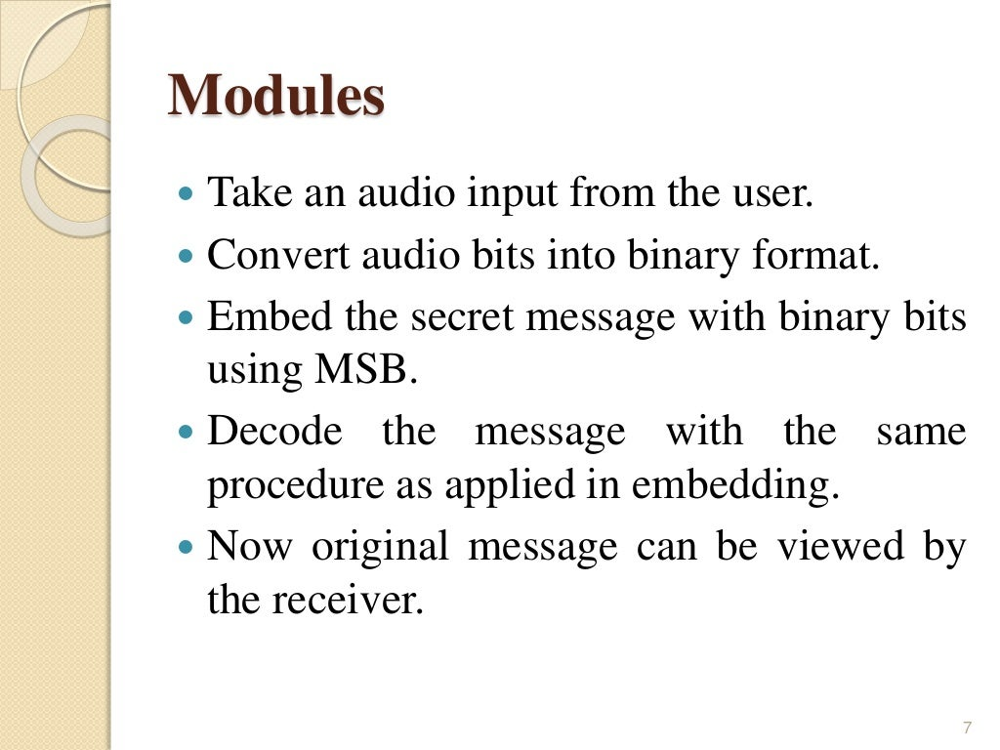 Modules
• Take an audio input from the user.
• Convert audio bits into binary format.
• Embed the secret message with binary bits
using MSB.
• Decode the message with the same
procedure as applied in embedding.
• Now original message can be viewed by
the receiver.
7